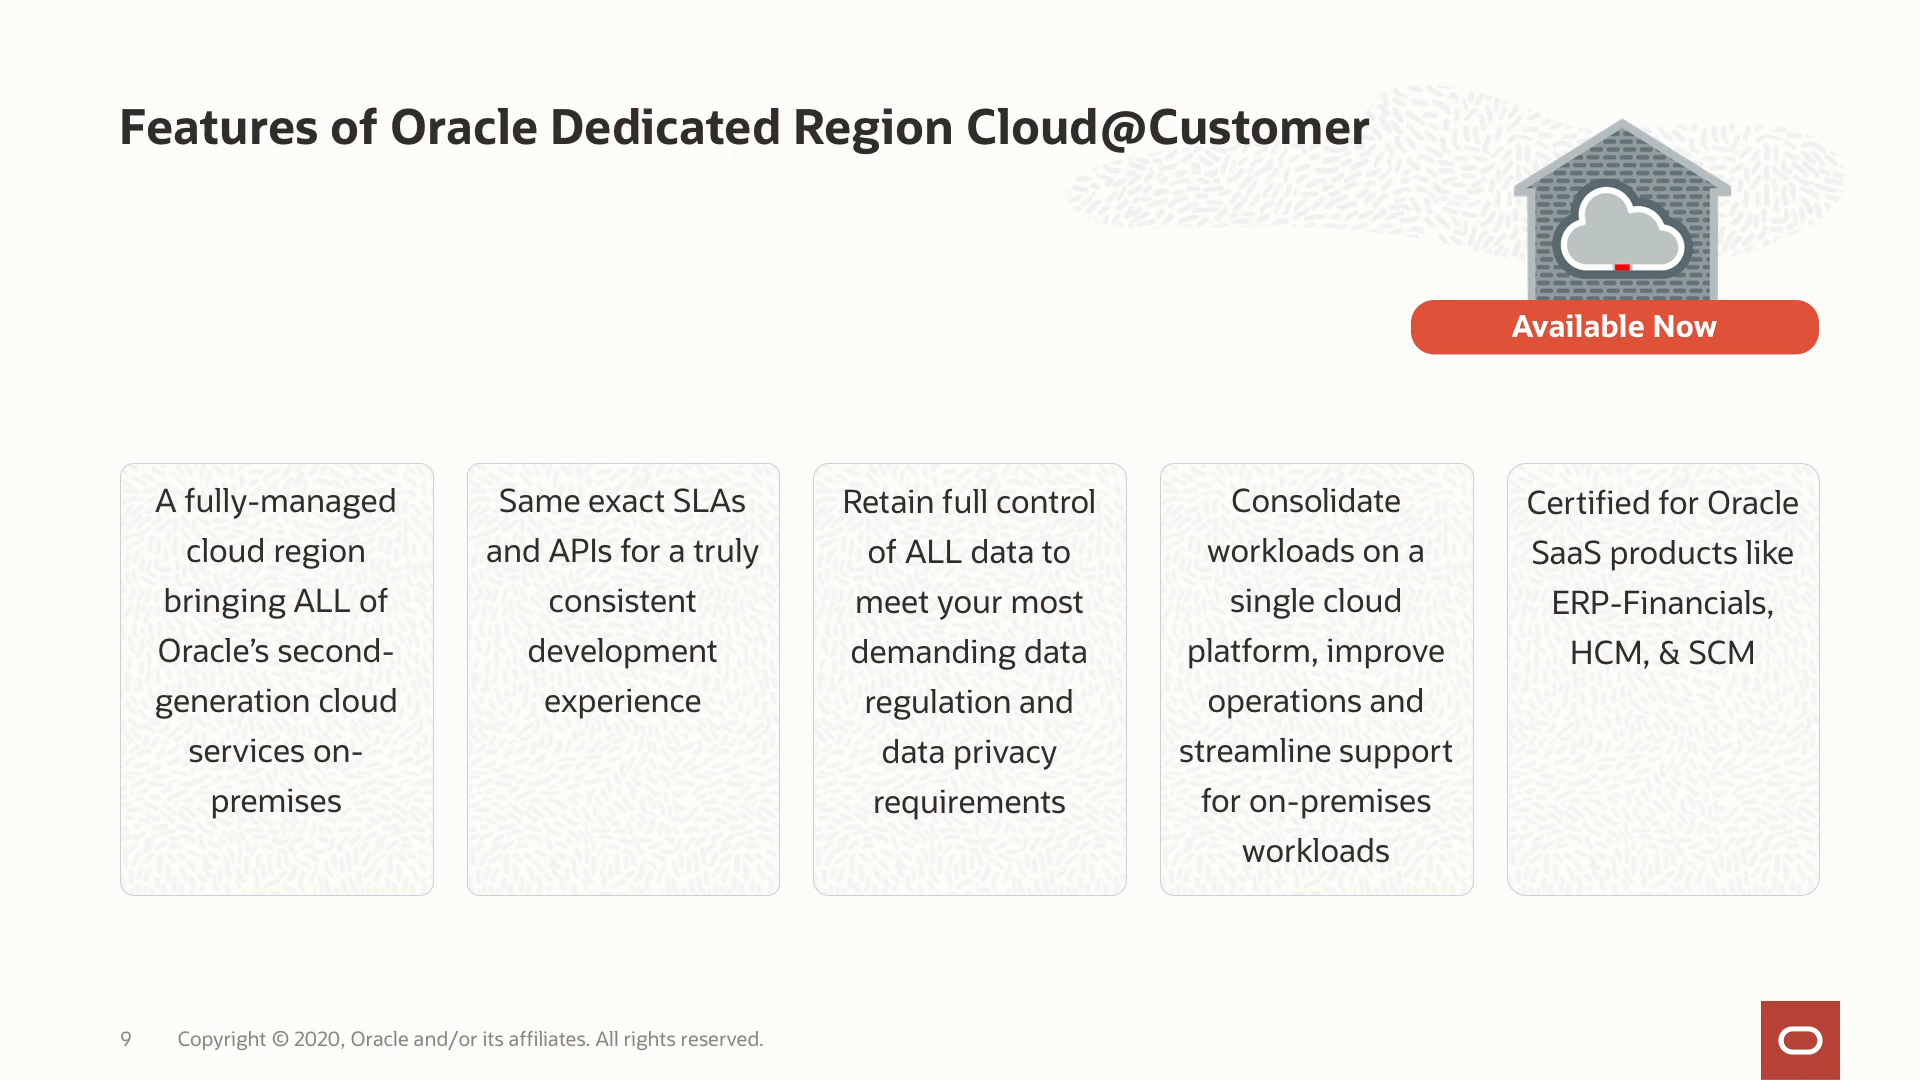 Features of Oracle Dedicated Region Cloud@Customer
Available Now
A fully-managed
cloud region
bringing ALL of
Oracle’s second-
generation cloud
services on-
premises
Same exact SLAs
and APIs for a truly
consistent
development
experience
Retain full control
of ALL data to
meet your most
demanding data
regulation and
data privacy
requirements
Consolidate
workloads on a
single cloud
platform, improve
operations and
streamline support
for on-premises
workloads
Certified for Oracle
SaaS products like
ERP-Financials,
HCM, & SCM
9 Copyright © 2020, Oracle and/or its affiliates. All rights reserved.